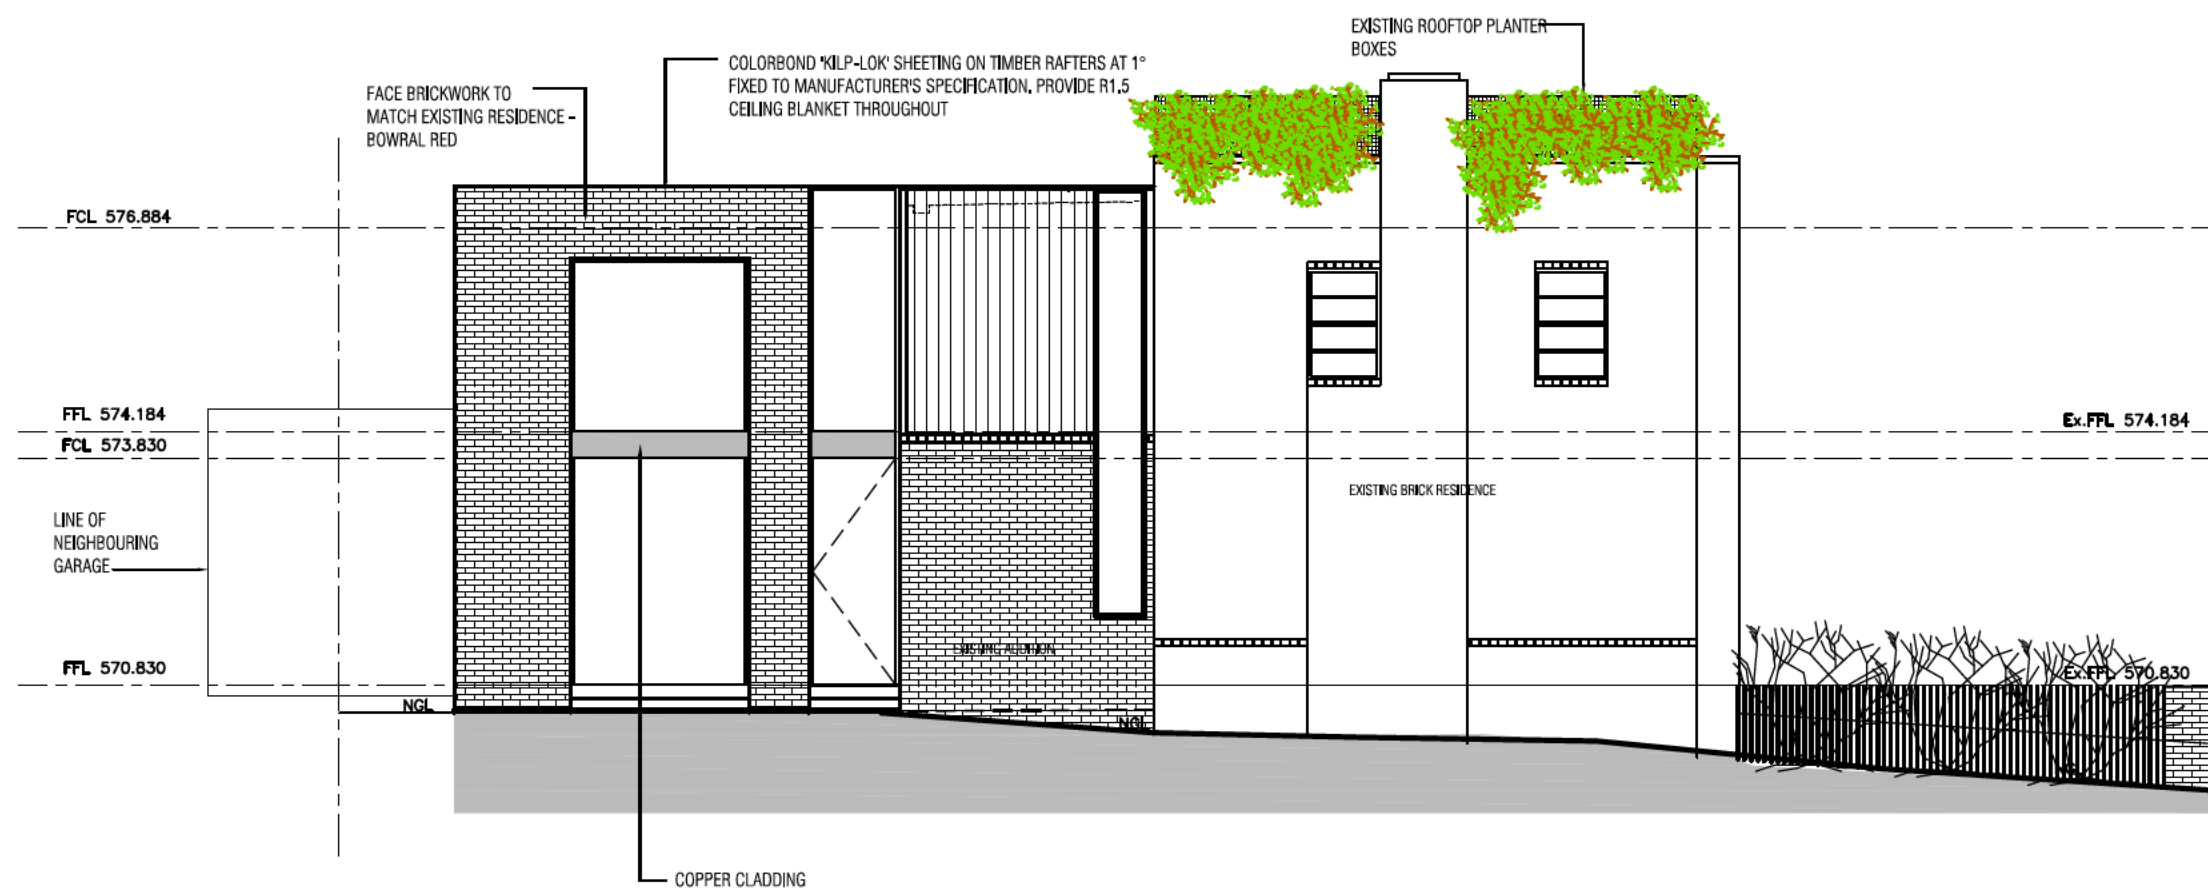 EXISTING ROOFTOP PLANTER
BOXES
COLORBOND 'KILP-LOK' SHEETING ON TIMBER RAFTERS AT 1°
FIXED TO MANUFACTURER'S SPECIFICATION. PROVIDE R1.5
CEILING BLANKET THROUGHOUT
FACE BRICKWORK TO
MATCH EXISTING RESIDENCE -
BOWRAL RED
FCL 576.884
FFL 574.184
Ex.FFL 574.184
FCL 573.830
EXISTING BRICK RESIDENCE
LINE OF
NEIGHBOURING
GARAGE
EXISTING ADDITION
FFL 570.830
Ex.FFL 570.830
NGL
NGL
COPPER CLADDING